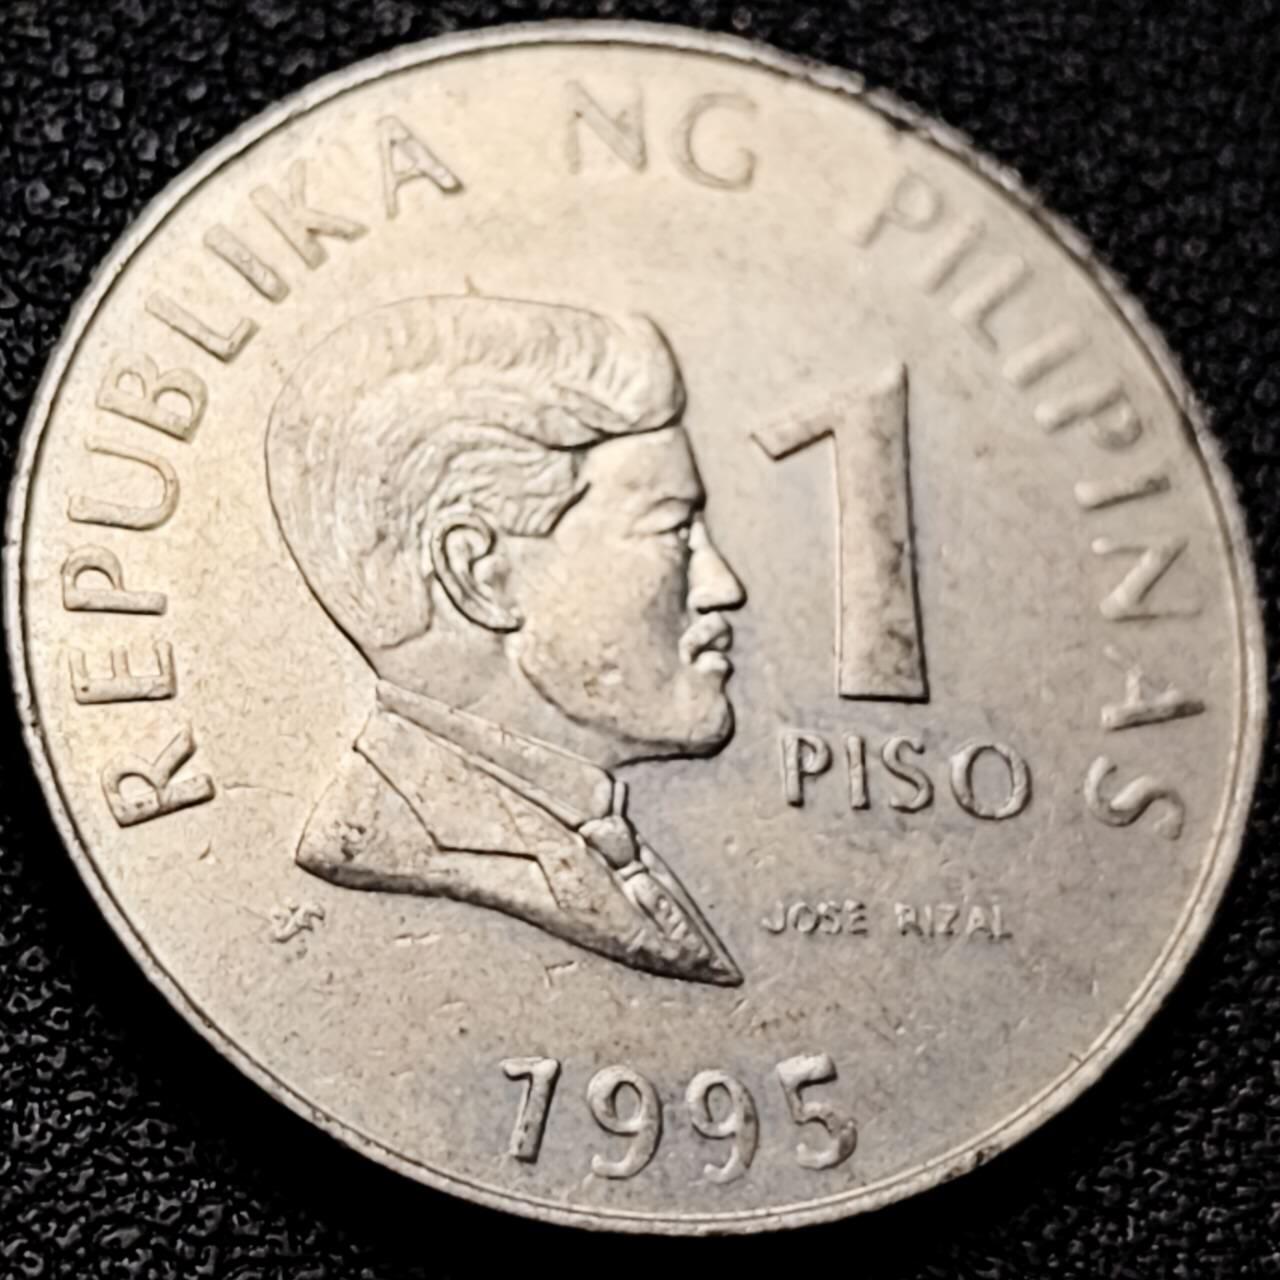 REPUBLIKA NG PILIPINAS
1
PISO
JOSE RIZAL
1995